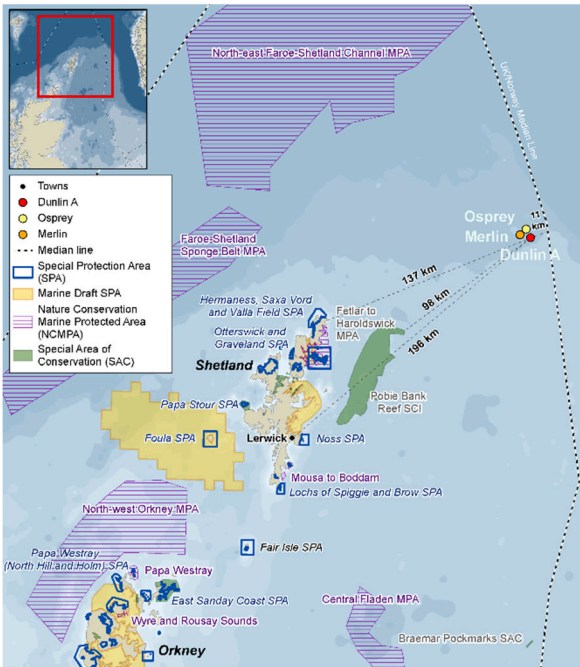 North-east Faroe-Shetland Channel MPA
UK/Norway Median Line
Towns
Dunlin A
Osprey
Merlin
Median line
Special Protection Area
(SPA)
Marine Draft SPA
Nature Conservation
Marine Protected Area
(NCMPA)
Special Area of
Conservation (SAC)
Osprey
11
km
Merlin
Dunlin A
Faroe-Shetland
Sponge Belt MPA
137 km
98 km
196 km
Hermaness, Saxa Vord
and Valla Field SPA
Fetlar to
Haroldswick
MPA
Otterswick and
Graveland SPA
Shetland
Pobie Bank
Reef SCI
Papa Stour SPA
Foula SPA
Lerwick
Noss SPA
Mousa to Boddam
Lochs of Spiggie and Brow SPA
North-west Orkney MPA
Fair Isle SPA
Papa Westray
(North Hill and Holm) SPA
Papa Westray
East Sanday Coast SPA
Central Fladen MPA
Wyre and Rousay Sounds
Braemar Pockmarks SAC
Orkney